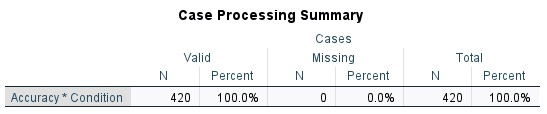 Case Processing Summary
Cases
Valid Missing Total
N Percent N Percent N Percent
Accuracy * Condition 420 100.0% 0 0.0% 420 100.0%